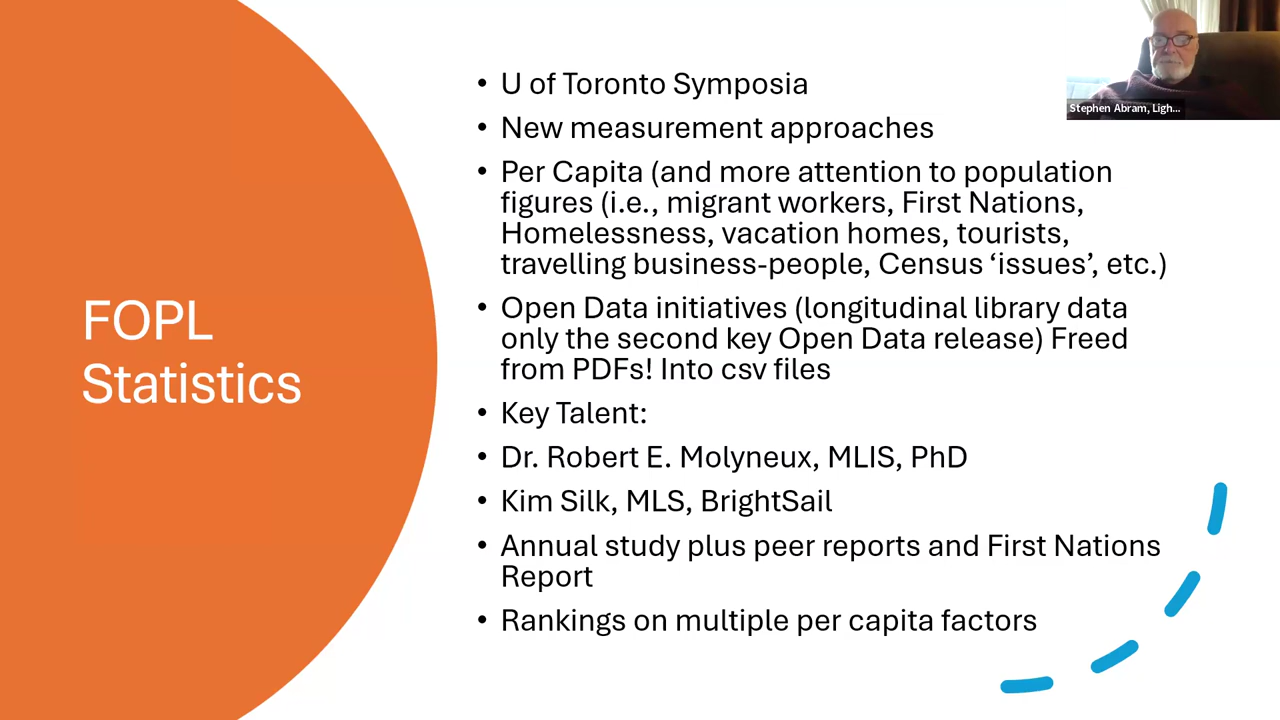 FOPL
Statistics
• U of Toronto Symposia
• New measurement approaches
• Per Capita (and more attention to population
figures (i.e., migrant workers, First Nations,
Homelessness, vacation homes, tourists,
travelling business-people, Census ‘issues’, etc.)
• Open Data initiatives (longitudinal library data
only the second key Open Data release) Freed
from PDFs! Into csv files
• Key Talent:
• Dr. Robert E. Molyneux, MLIS, PhD
• Kim Silk, MLS, BrightSail
• Annual study plus peer reports and First Nations
Report
• Rankings on multiple per capita factors
Stephen Abram, Ligh...